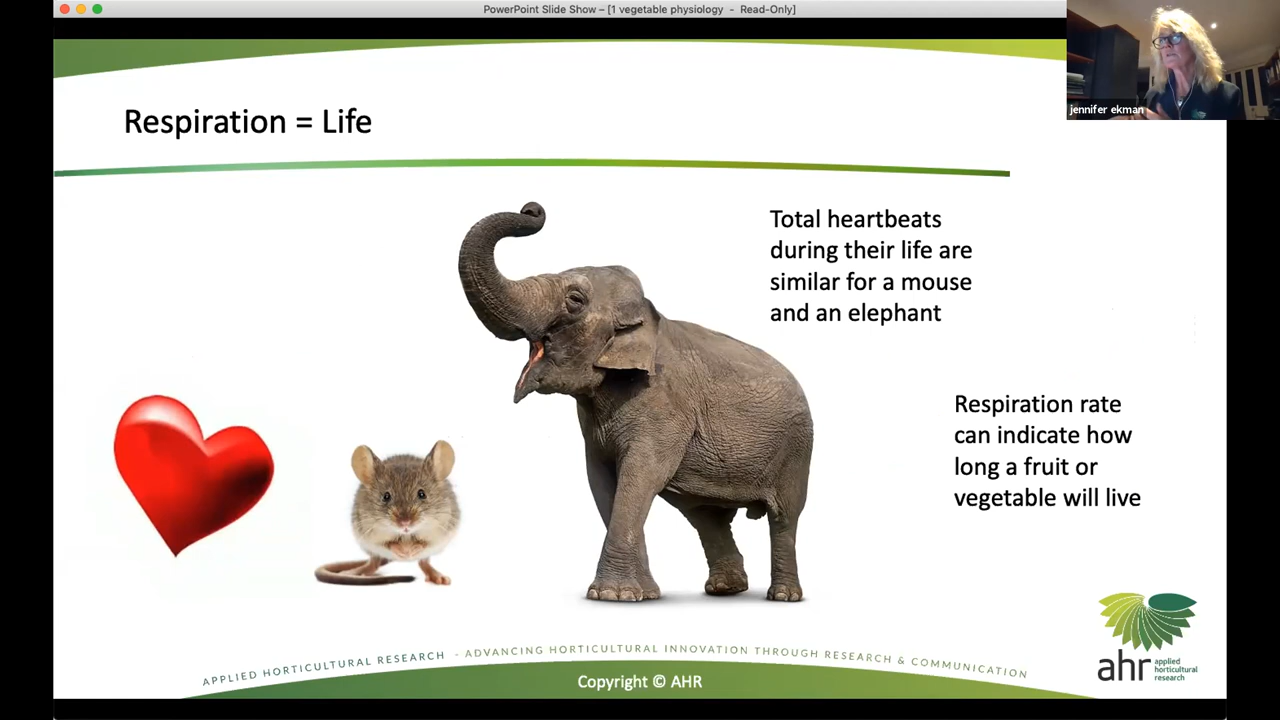 PowerPoint Slide Show – [1 vegetable physiology - Read-Only]
jennifer ekman
Respiration = Life
Total heartbeats
during their life are
similar for a mouse
and an elephant
Respiration rate
can indicate how
long a fruit or
vegetable will live
APPLIED HORTICULTURAL RESEARCH - ADVANCING HORTICULTURAL INNOVATION THROUGH RESEARCH & COMMUNICATION
Copyright © AHR
ahr applied
horticultural
research